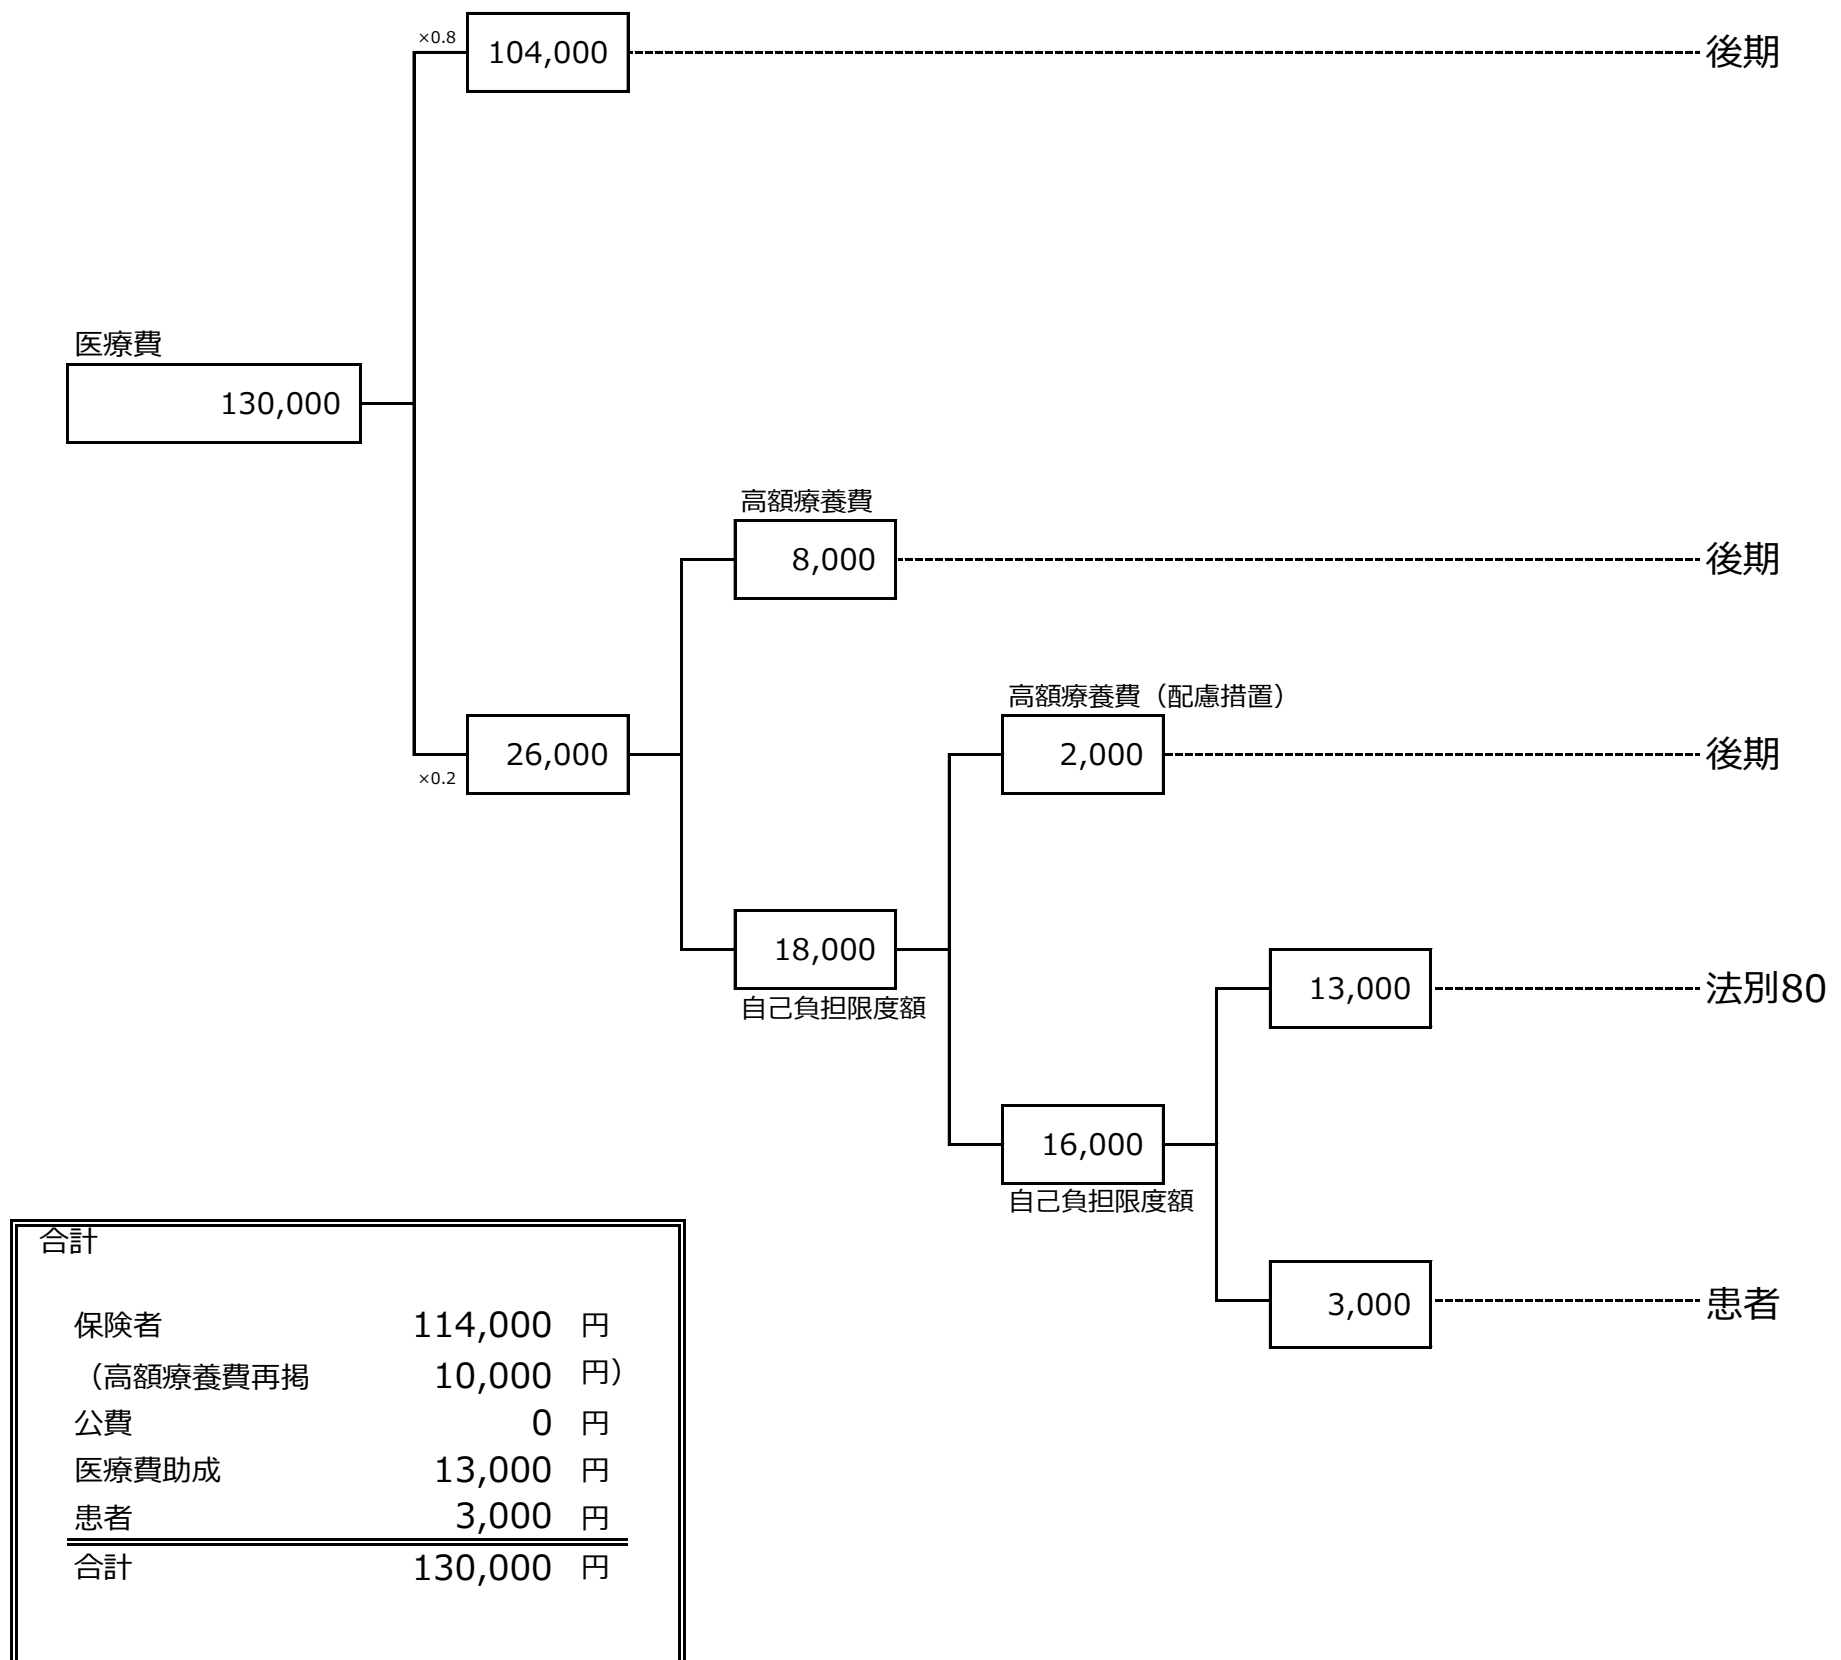 ×0.8
104,000
後期
医療費
130,000
高額療養費
8,000
後期
高額療養費（配慮措置）
26,000
2,000
後期
×0.2
18,000
自己負担限度額
13,000
法別80
16,000
自己負担限度額
3,000
患者
合計
保険者 114,000 円
（高額療養費再掲 10,000 円）
公費 0 円
医療費助成 13,000 円
患者 3,000 円
合計 130,000 円